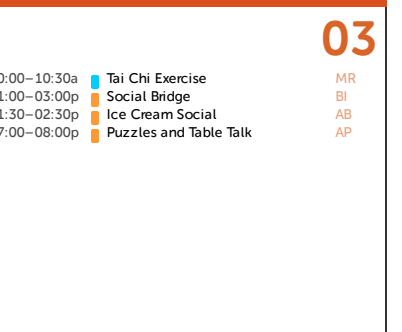 03
0:00–10:30a Tai Chi Exercise MR
1:00–03:00p Social Bridge BI
1:30–02:30p Ice Cream Social AB
7:00–08:00p Puzzles and Table Talk AP